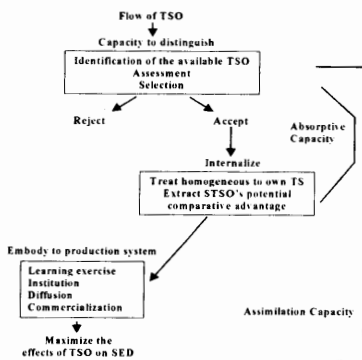 Flow of TSO
Capacity to distinguish
Identification of the available TSO
Assessment
Selection
Reject
Accept
Absorptive
Capacity
Internalize
Treat homogeneous to own TS
Extract STSO's potential
comparative advantage
Embody to production system
Learning exercise
Institution
Diffusion
Commercialization
Assimilation Capacity
Maximize the
effects of TSO on SED